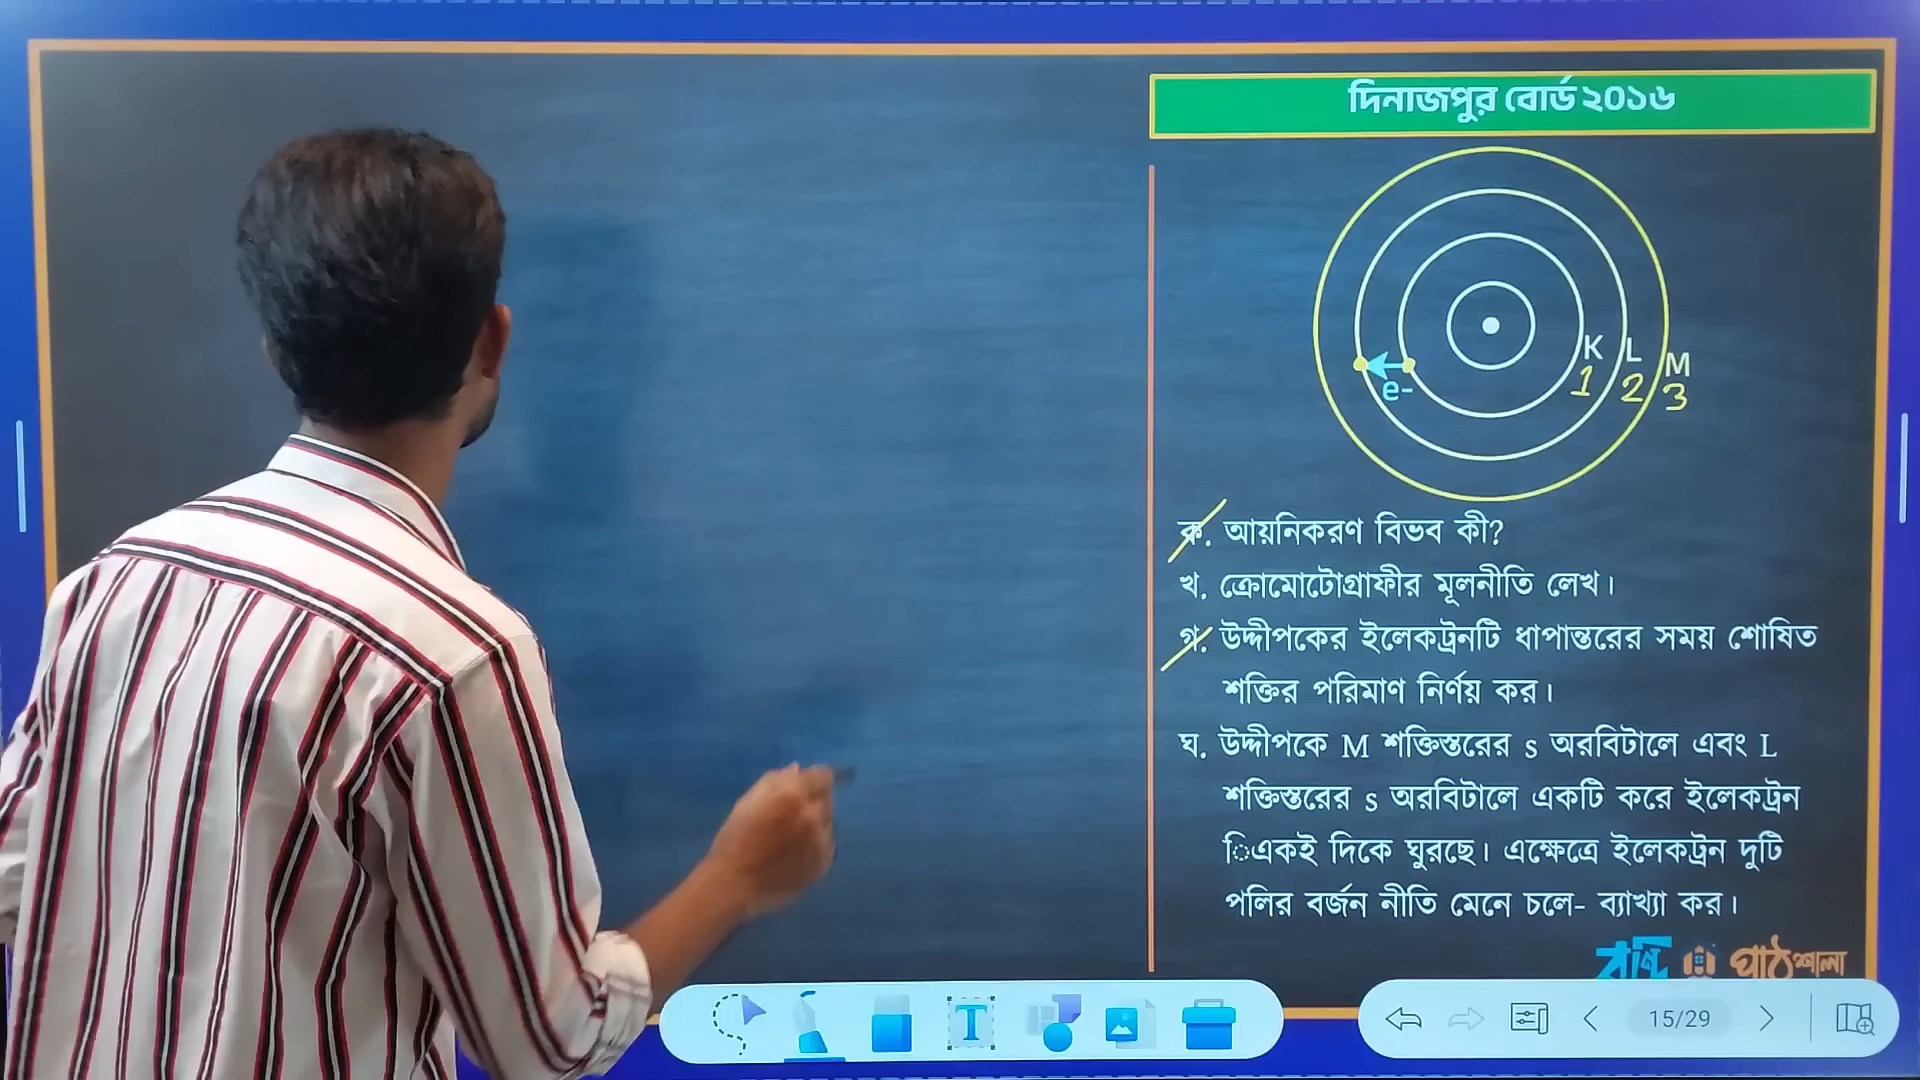 দিনাজপুর বোর্ড ২০১৬
K L M
1 2 3
e-
ক. আয়নিকরণ বিভব কী?
খ. ক্রোমোটোগ্রাফীর মূলনীতি লেখ।
গ. উদ্দীপকের ইলেকট্রনটি ধাপান্তরের সময় শোষিত
শক্তির পরিমাণ নির্ণয় কর।
ঘ. উদ্দীপকে M শক্তিস্তরের s অরবিটালে এবং L
শক্তিস্তরের s অরবিটালে একটি করে ইলেকট্রন
িএকই দিকে ঘুরছে। এক্ষেত্রে ইলেকট্রন দুটি
পলির বর্জন নীতি মেনে চলে- ব্যাখ্যা কর।
বন্দি পাঠশালা
T
15/29